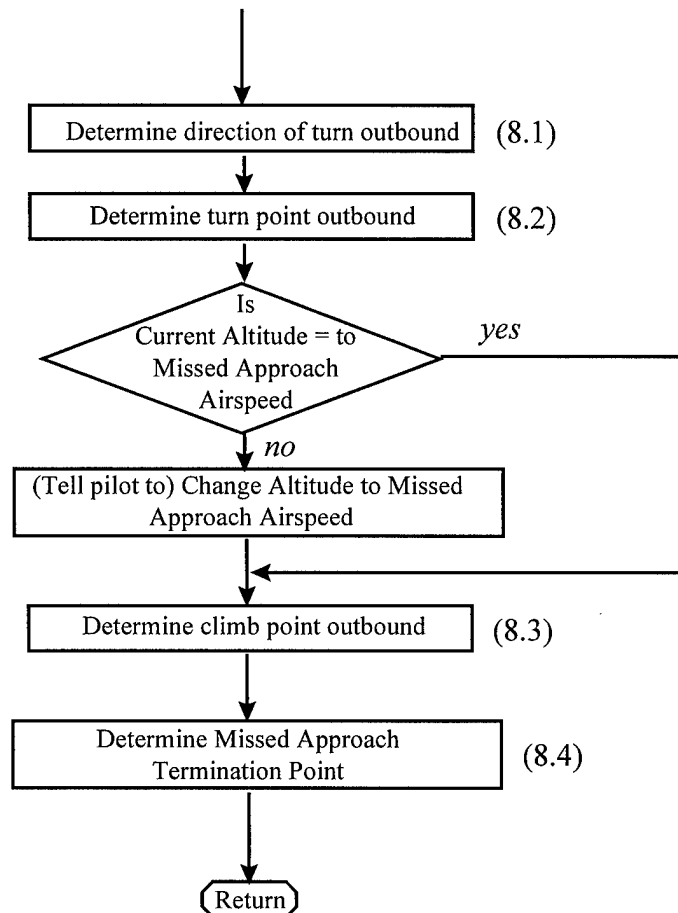 Determine direction of turn outbound (8.1)
Determine turn point outbound (8.2)
Is
Current Altitude = to
Missed Approach
Airspeed
yes
no
(Tell pilot to) Change Altitude to Missed
Approach Airspeed
Determine climb point outbound (8.3)
Determine Missed Approach
Termination Point
(8.4)
Return